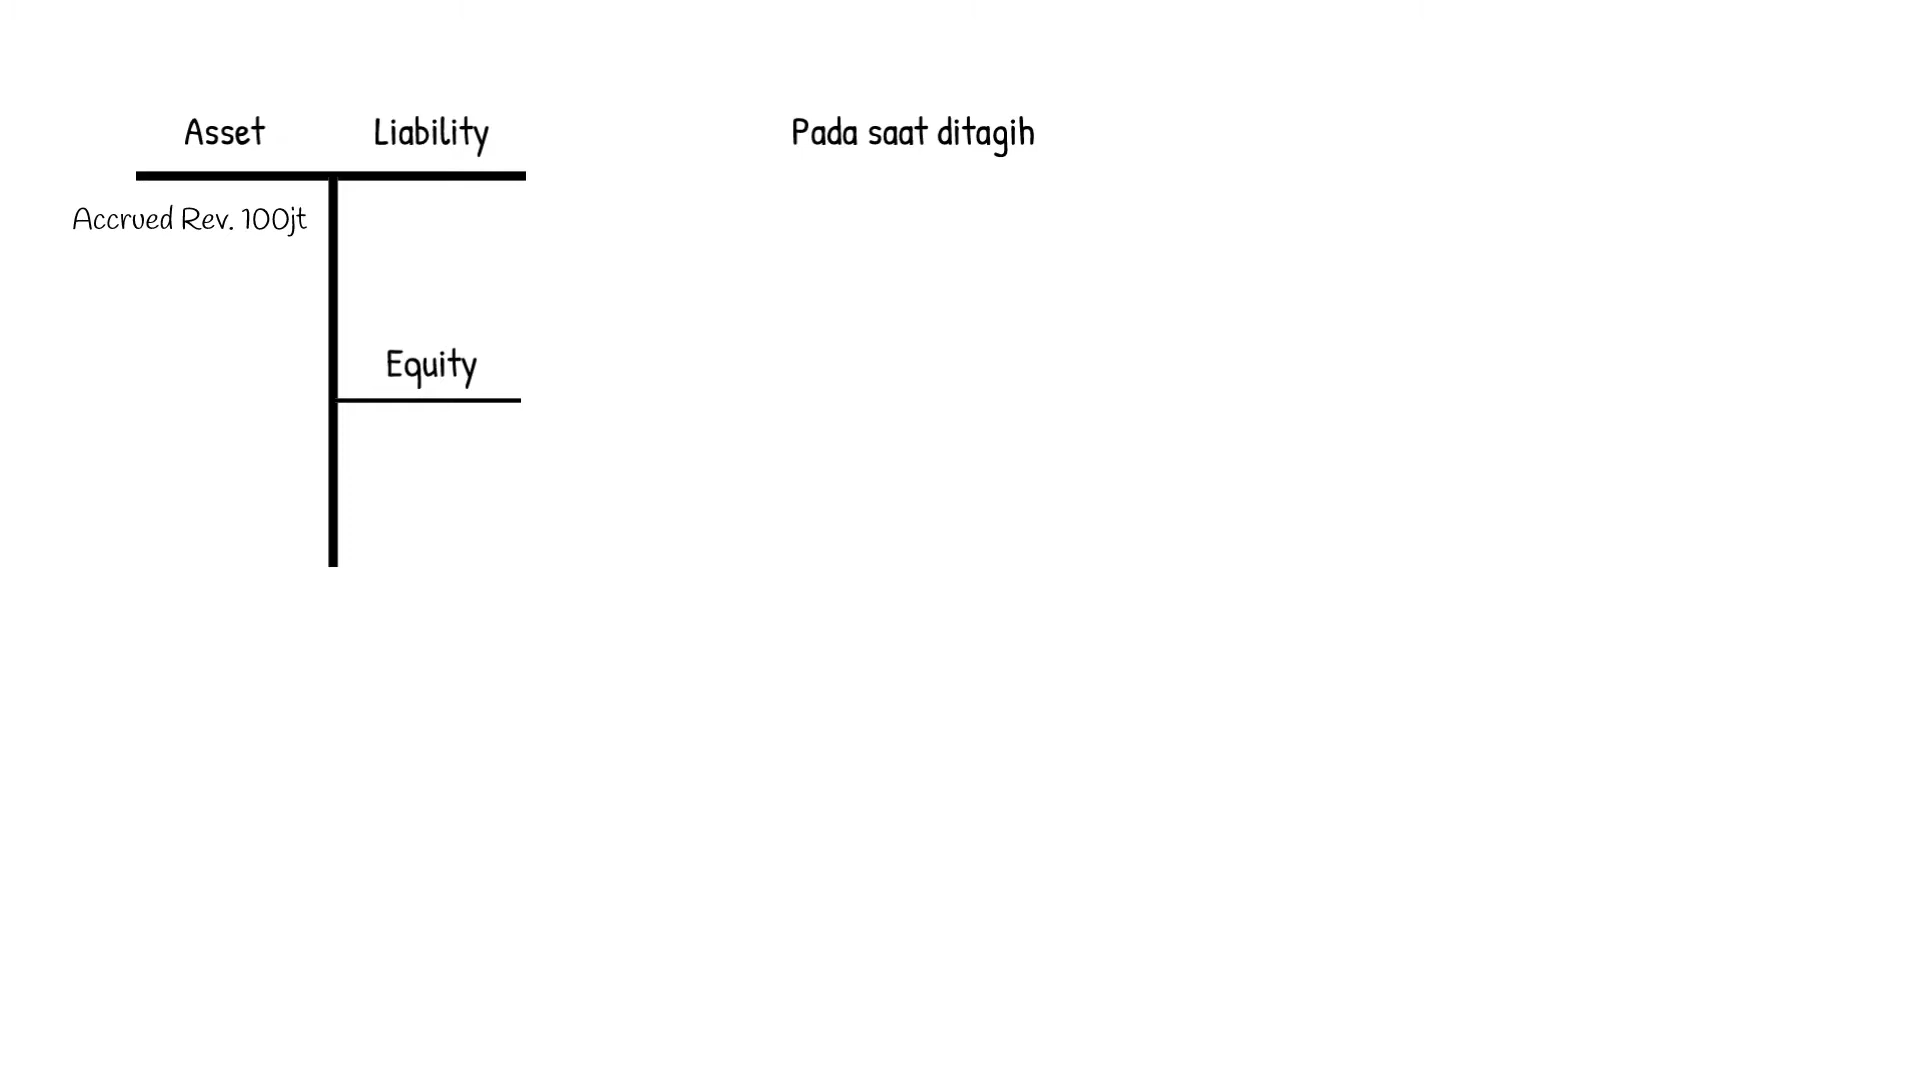 Asset
Liability
Pada saat ditagih
Accrued Rev. 100jt
Equity